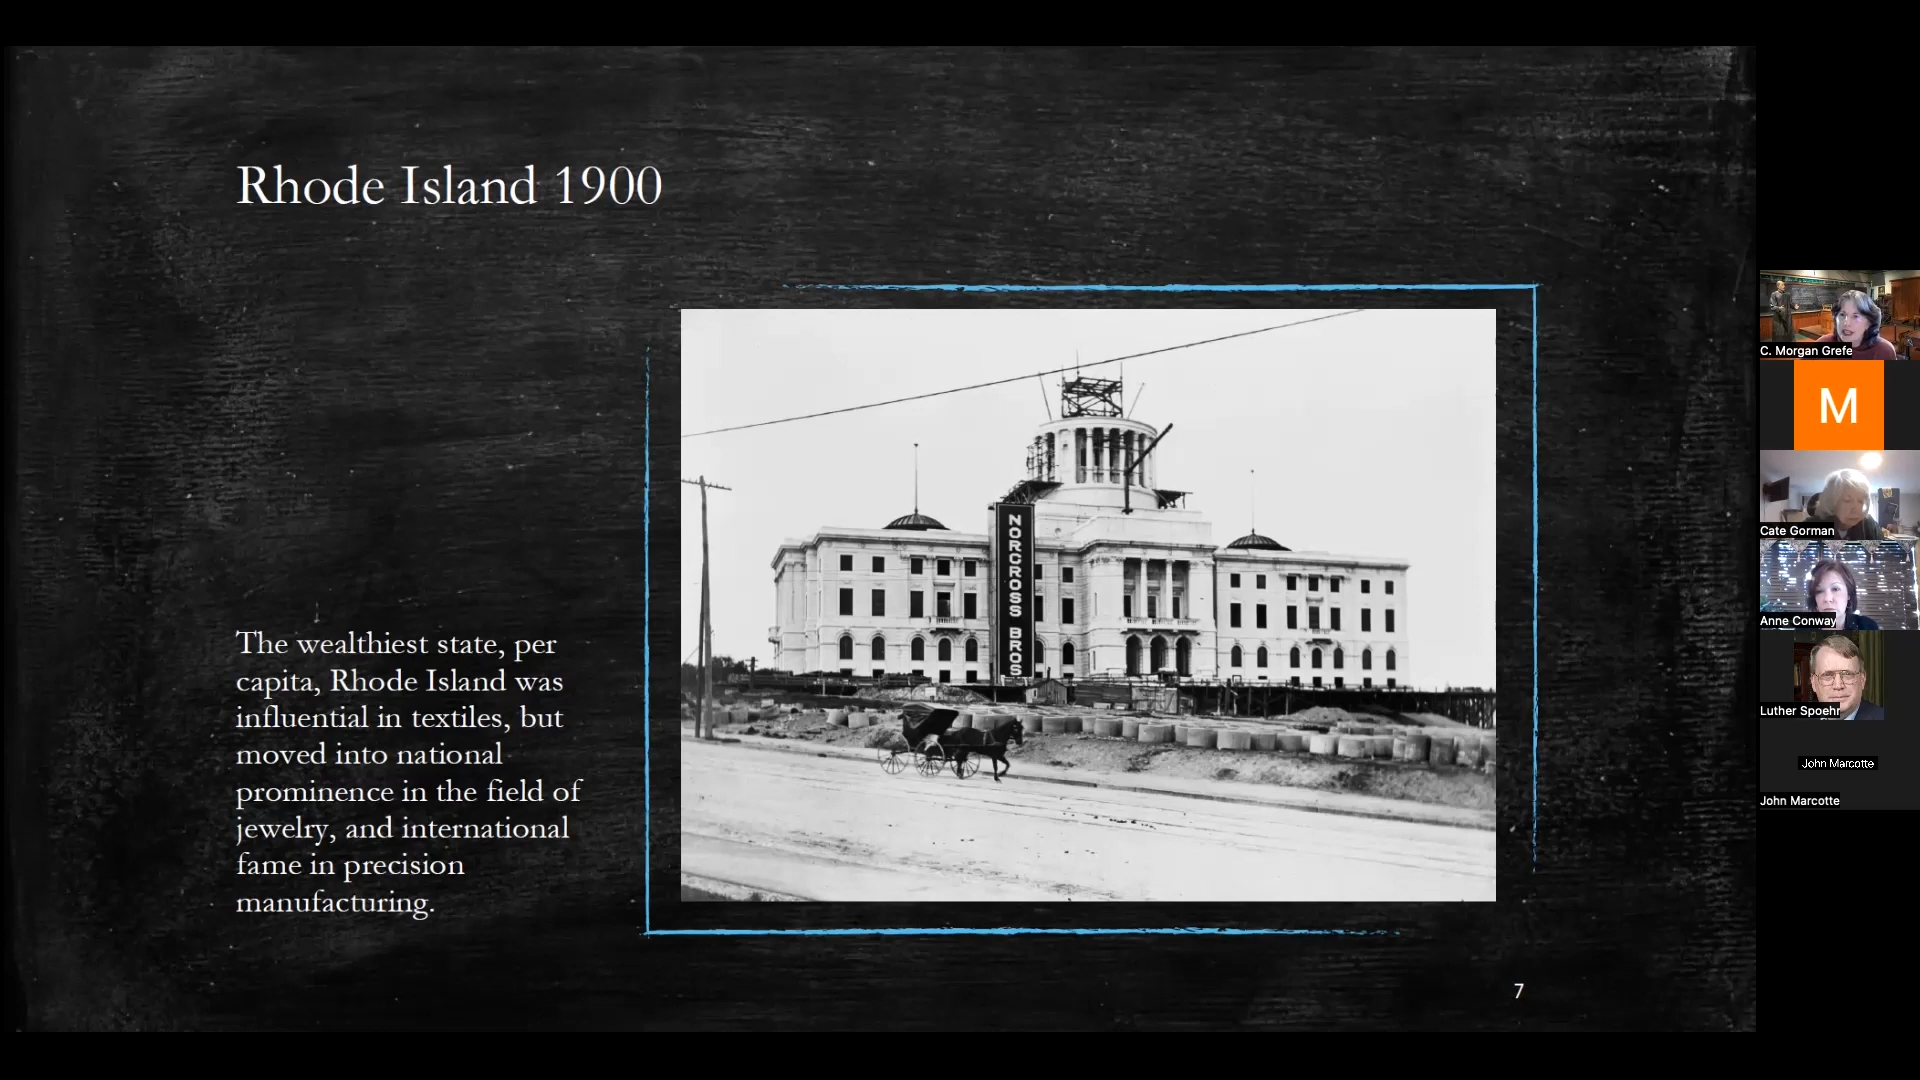 Rhode Island 1900
The wealthiest state, per
capita, Rhode Island was
influential in textiles, but
moved into national
prominence in the field of
jewelry, and international
fame in precision
manufacturing.
NORCROSS BROS
7
C. Morgan Grefe
M
Cate Gorman
Anne Conway
Luther Spoehr
John Marcotte
John Marcotte